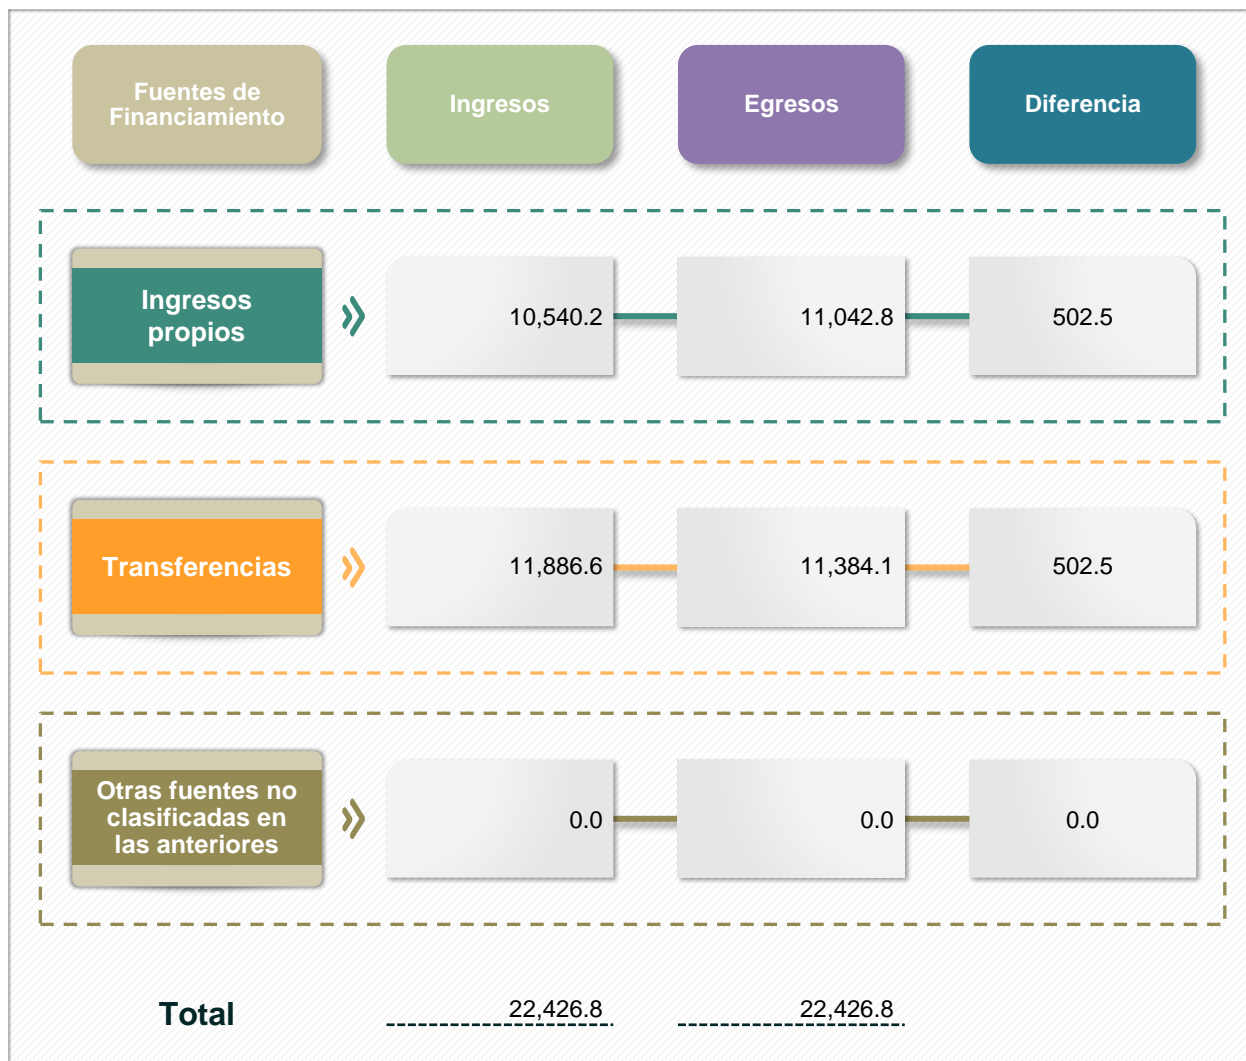 Fuentes de
Financiamiento
Ingresos
Egresos
Diferencia
Ingresos
propios
10,540.2
11,042.8
502.5
Transferencias
11,886.6
11,384.1
502.5
Otras fuentes no
clasificadas en
las anteriores
0.0
0.0
0.0
Total
22,426.8
22,426.8